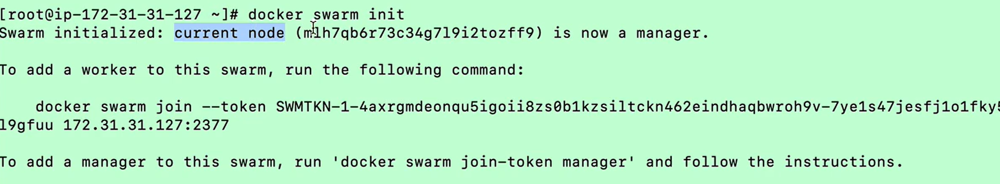 [root@ip-172-31-31-127 ~]# docker swarm init
Swarm initialized: current node (mlh7qb6r73c34g7l9i2tozff9) is now a manager.
To add a worker to this swarm, run the following command:
docker swarm join --token SWMTKN-1-4axrgmdeonqu5igoii8zs0b1kzsiltckn462eindhaqbwroh9v-7ye1s47jesfj1o1fky5
l9gfuu 172.31.31.127:2377
To add a manager to this swarm, run 'docker swarm join-token manager' and follow the instructions.